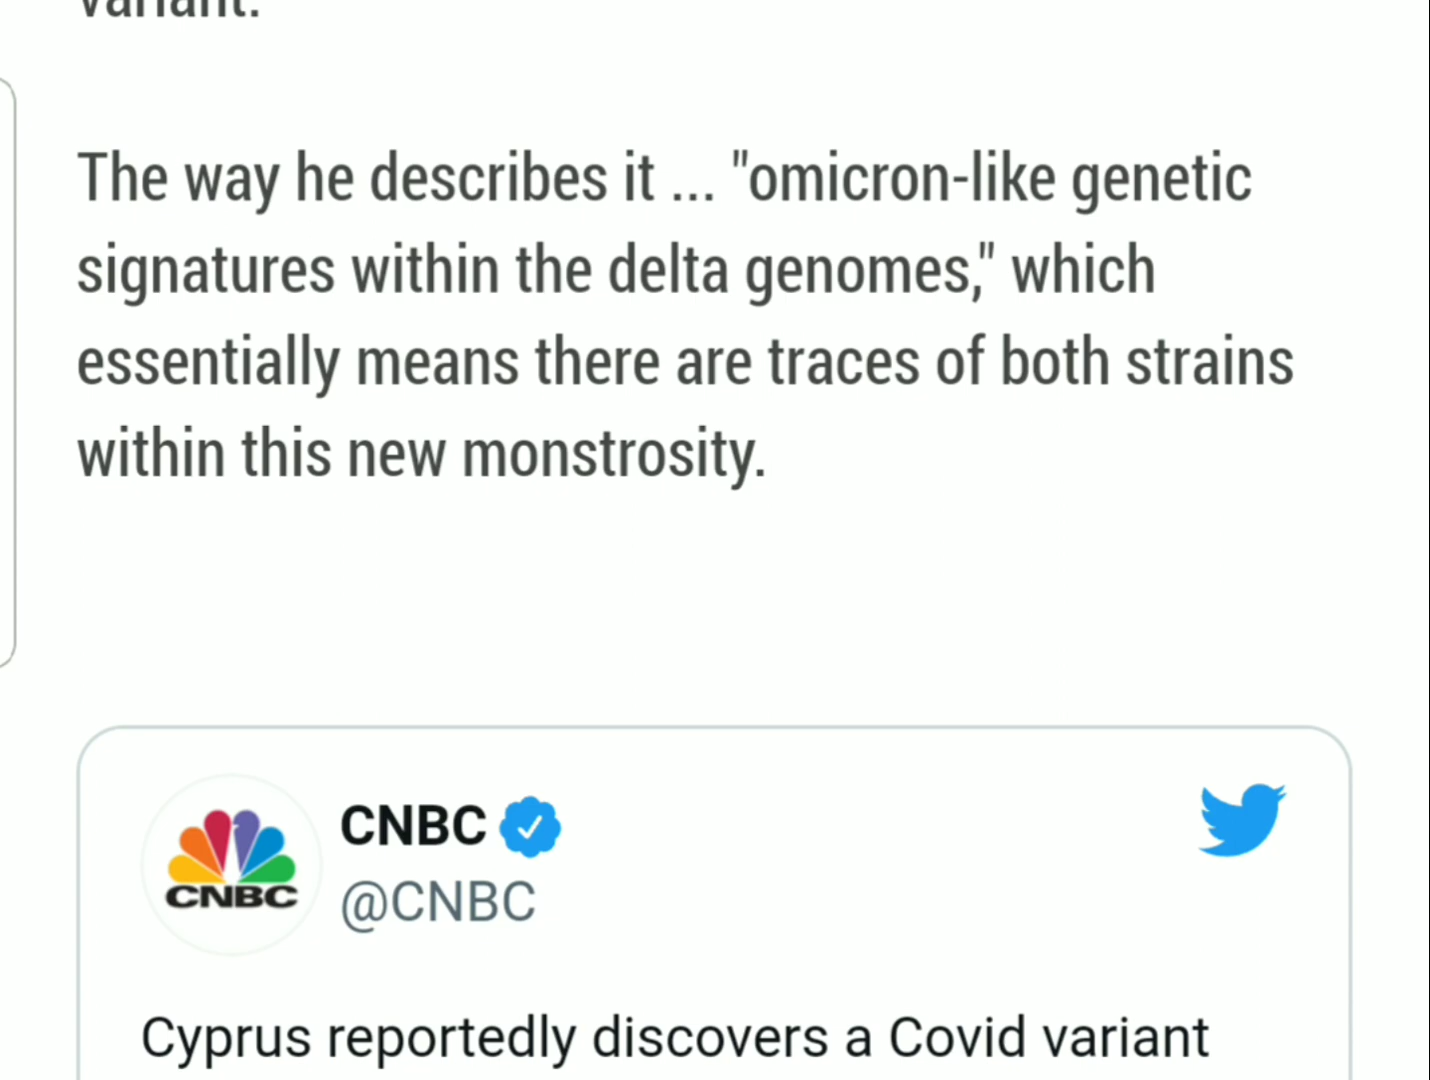 variant.
The way he describes it ... "omicron-like genetic
signatures within the delta genomes," which
essentially means there are traces of both strains
within this new monstrosity.
CNBC
CNBC
@CNBC
Cyprus reportedly discovers a Covid variant